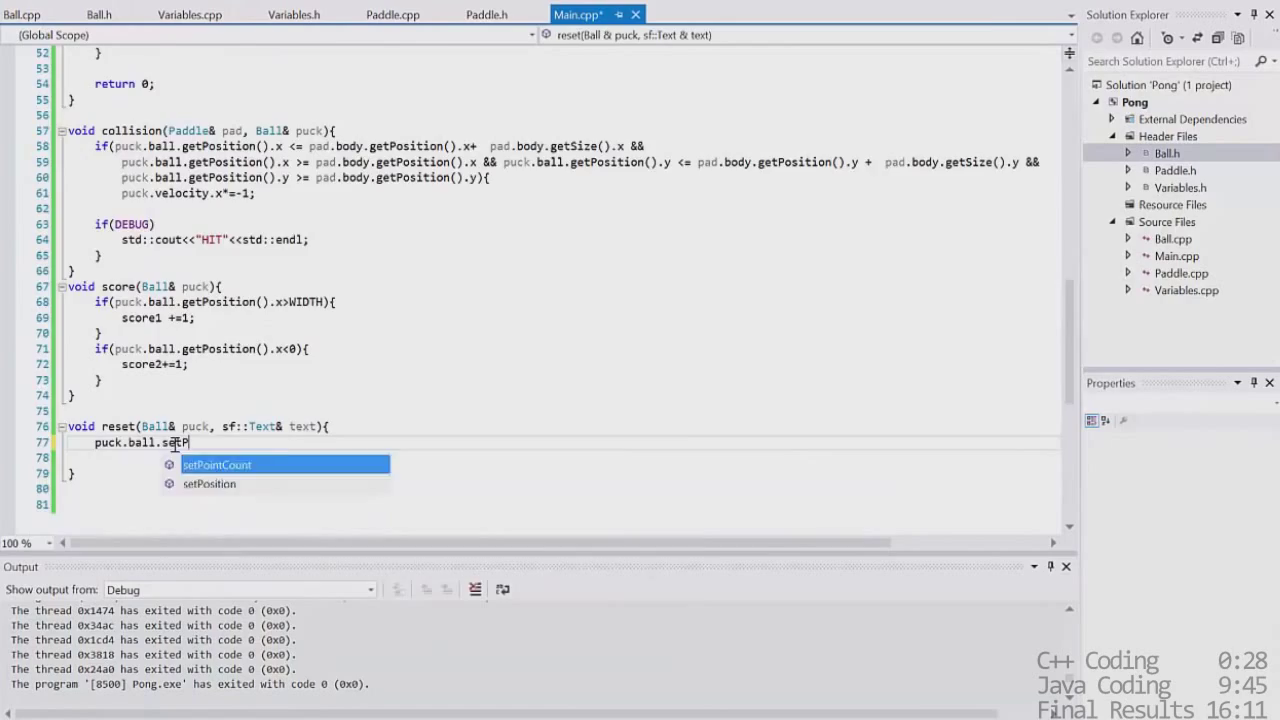 Ball.cpp Ball.h Variables.cpp Variables.h Paddle.cpp Paddle.h Main.cpp*
(Global Scope) reset(Ball & puck, sf::Text & text)
52 }
53
54 return 0;
55 }
56
57 void collision(Paddle& pad, Ball& puck){
58 if(puck.ball.getPosition().x <= pad.body.getPosition().x+  pad.body.getSize().x &&
59 puck.ball.getPosition().x >= pad.body.getPosition().x && puck.ball.getPosition().y <= pad.body.getPosition().y +  pad.body.getSize().y &&
60 puck.ball.getPosition().y >= pad.body.getPosition().y){
61 puck.velocity.x*=-1;
62
63 if(DEBUG)
64 std::cout<<"HIT"<<std::endl;
65 }
66 }
67 void score(Ball& puck){
68 if(puck.ball.getPosition().x>WIDTH){
69 score1 +=1;
70 }
71 if(puck.ball.getPosition().x<0){
72 score2+=1;
73 }
74 }
75
76 void reset(Ball& puck, sf::Text& text){
77 puck.ball.setP
78
79 }
80
81
setPointCount
setPosition
100 %
Output
Show output from: Debug
The thread 0x1474 has exited with code 0 (0x0).
The thread 0x34ac has exited with code 0 (0x0).
The thread 0x1cd4 has exited with code 0 (0x0).
The thread 0x3818 has exited with code 0 (0x0).
The thread 0x24a0 has exited with code 0 (0x0).
The program '[8500] Pong.exe' has exited with code 0 (0x0).
Solution Explorer
Search Solution Explorer (Ctrl+;)
Solution 'Pong' (1 project)
Pong
External Dependencies
Header Files
Ball.h
Paddle.h
Variables.h
Resource Files
Source Files
Ball.cpp
Main.cpp
Paddle.cpp
Variables.cpp
Properties
C++ Coding 0:28
Java Coding 9:45
Final Results 16:11